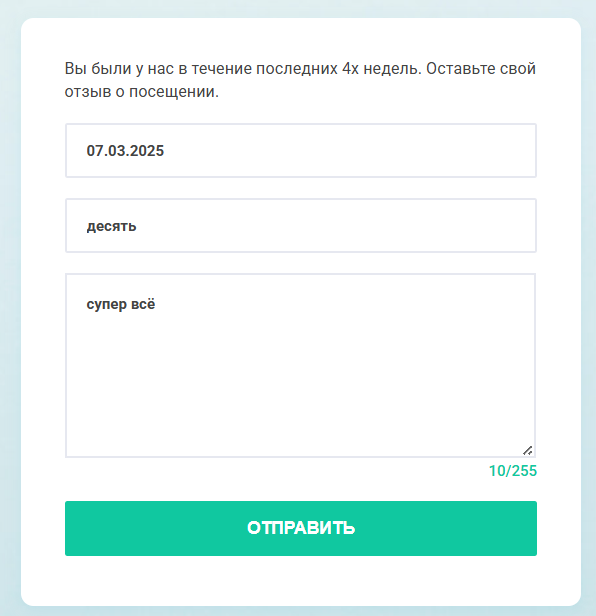 Вы были у нас в течение последних 4х недель. Оставьте свой
отзыв о посещении.
07.03.2025
десять
супер всё
10/255
ОТПРАВИТЬ